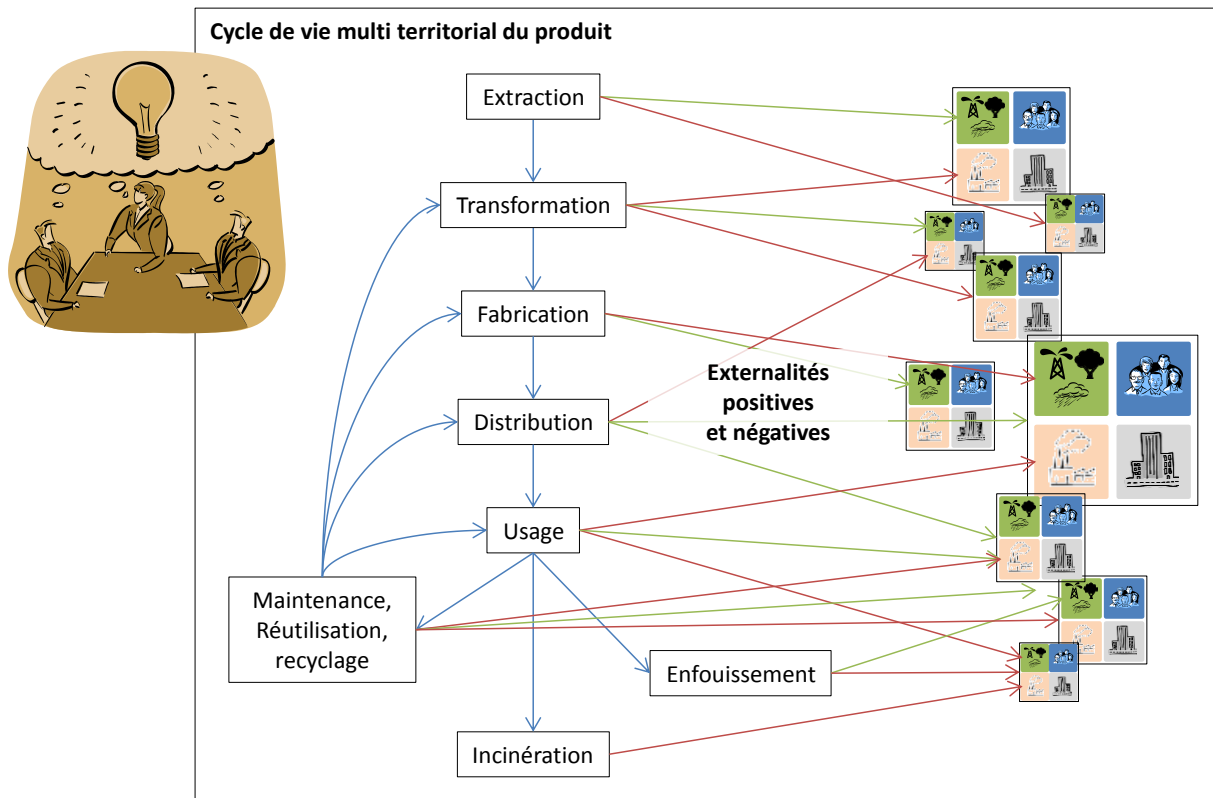 Cycle de vie multi territorial du produit
Extraction
Transformation
Fabrication
Externalités
positives
et négatives
Distribution
Usage
Maintenance,
Réutilisation,
recyclage
Enfouissement
Incinération